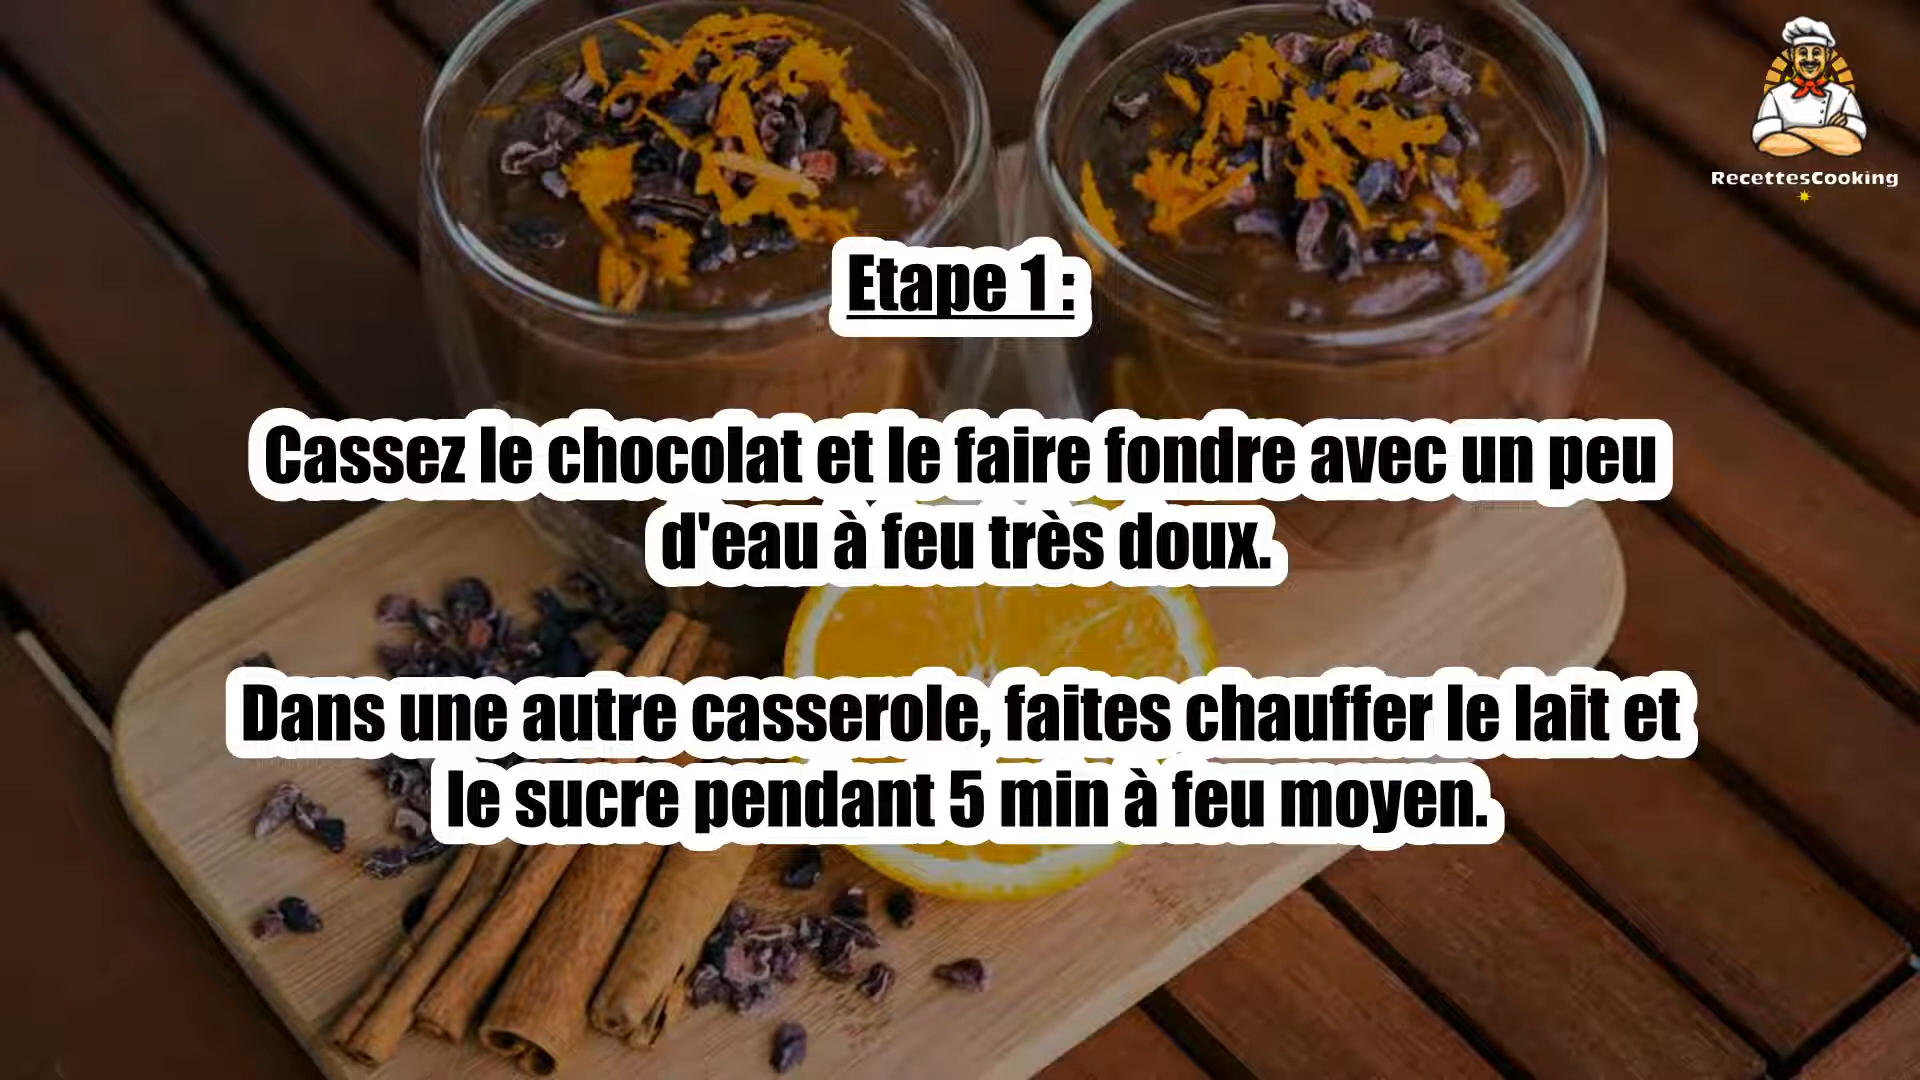 RecettesCooking
Etape 1 :
Cassez le chocolat et le faire fondre avec un peu
d'eau à feu très doux.
Dans une autre casserole, faites chauffer le lait et
le sucre pendant 5 min à feu moyen.